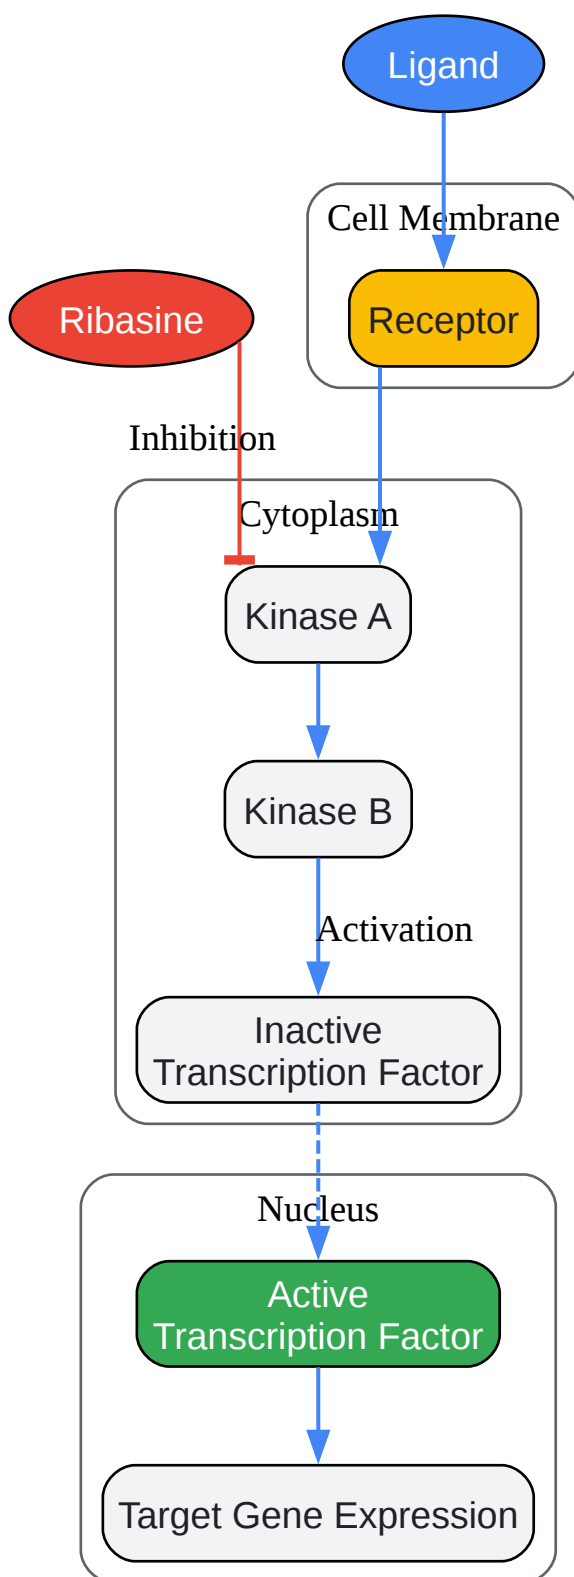 Ligand
Cell Membrane
Ribasine
Receptor
Inhibition
Cytoplasm
Kinase A
Kinase B
Activation
Inactive
Transcription Factor
Nucleus
Active
Transcription Factor
Target Gene Expression